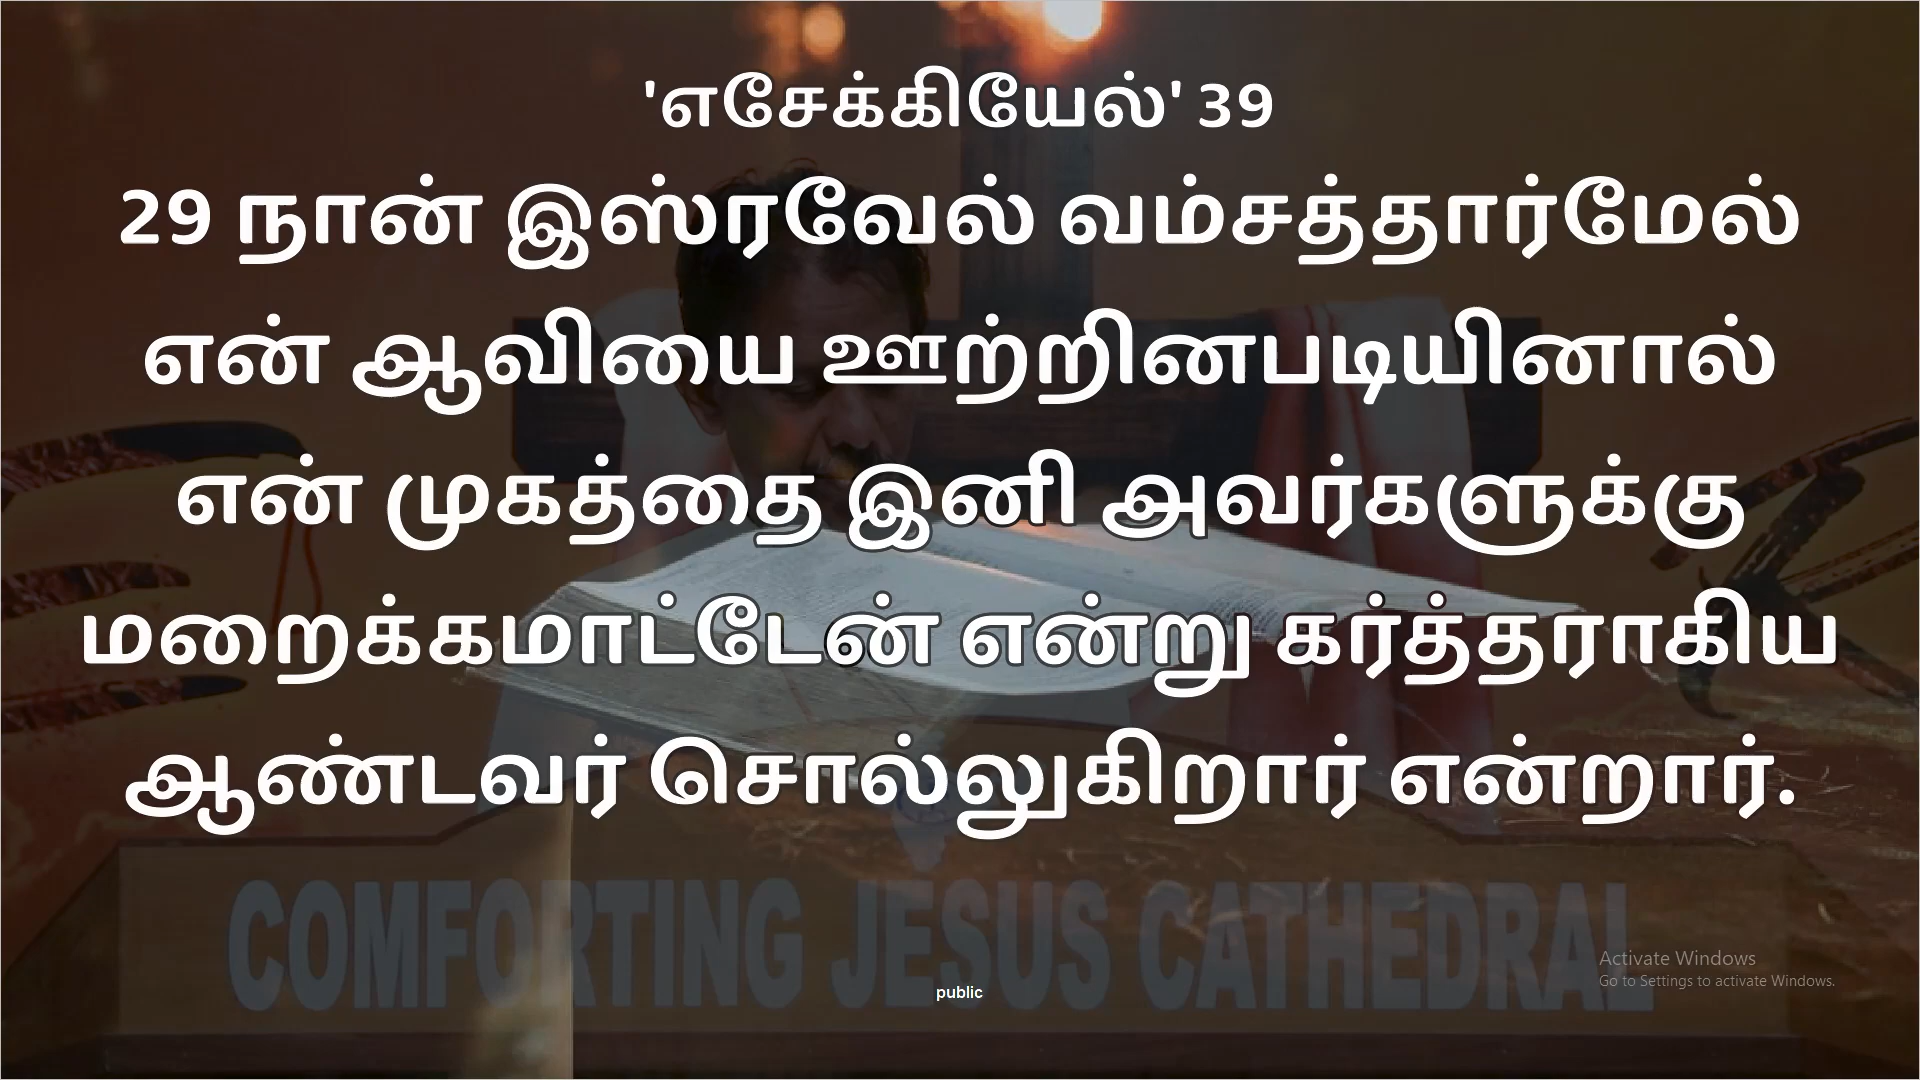 'எசேக்கியேல்' 39
29 நான் இஸ்ரவேல் வம்சத்தார்மேல்
என் ஆவியை ஊற்றினபடியினால்
என் முகத்தை இனி அவர்களுக்கு
மறைக்கமாட்டேன் என்று கர்த்தராகிய
ஆண்டவர் சொல்லுகிறார் என்றார்.
COMFORTING JESUS CATHEDRAL
Activate Windows
Go to Settings to activate Windows.
public